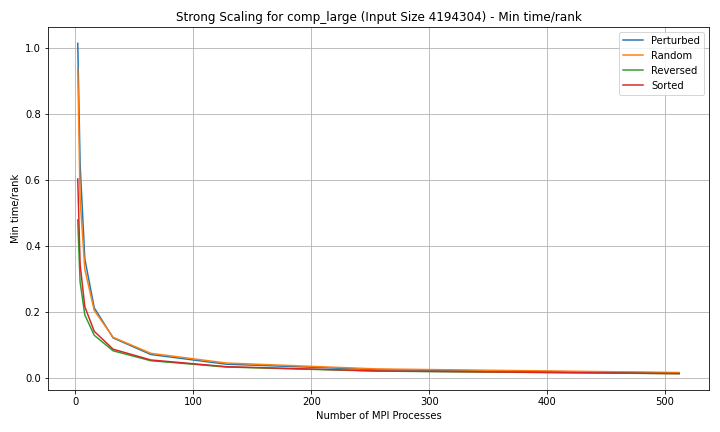 Strong Scaling for comp_large (Input Size 4194304) - Min time/rank
Perturbed
Random
Reversed
Sorted
Min time/rank
1.0
0.8
0.6
0.4
0.2
0.0
0
100
200
300
400
500
Number of MPI Processes